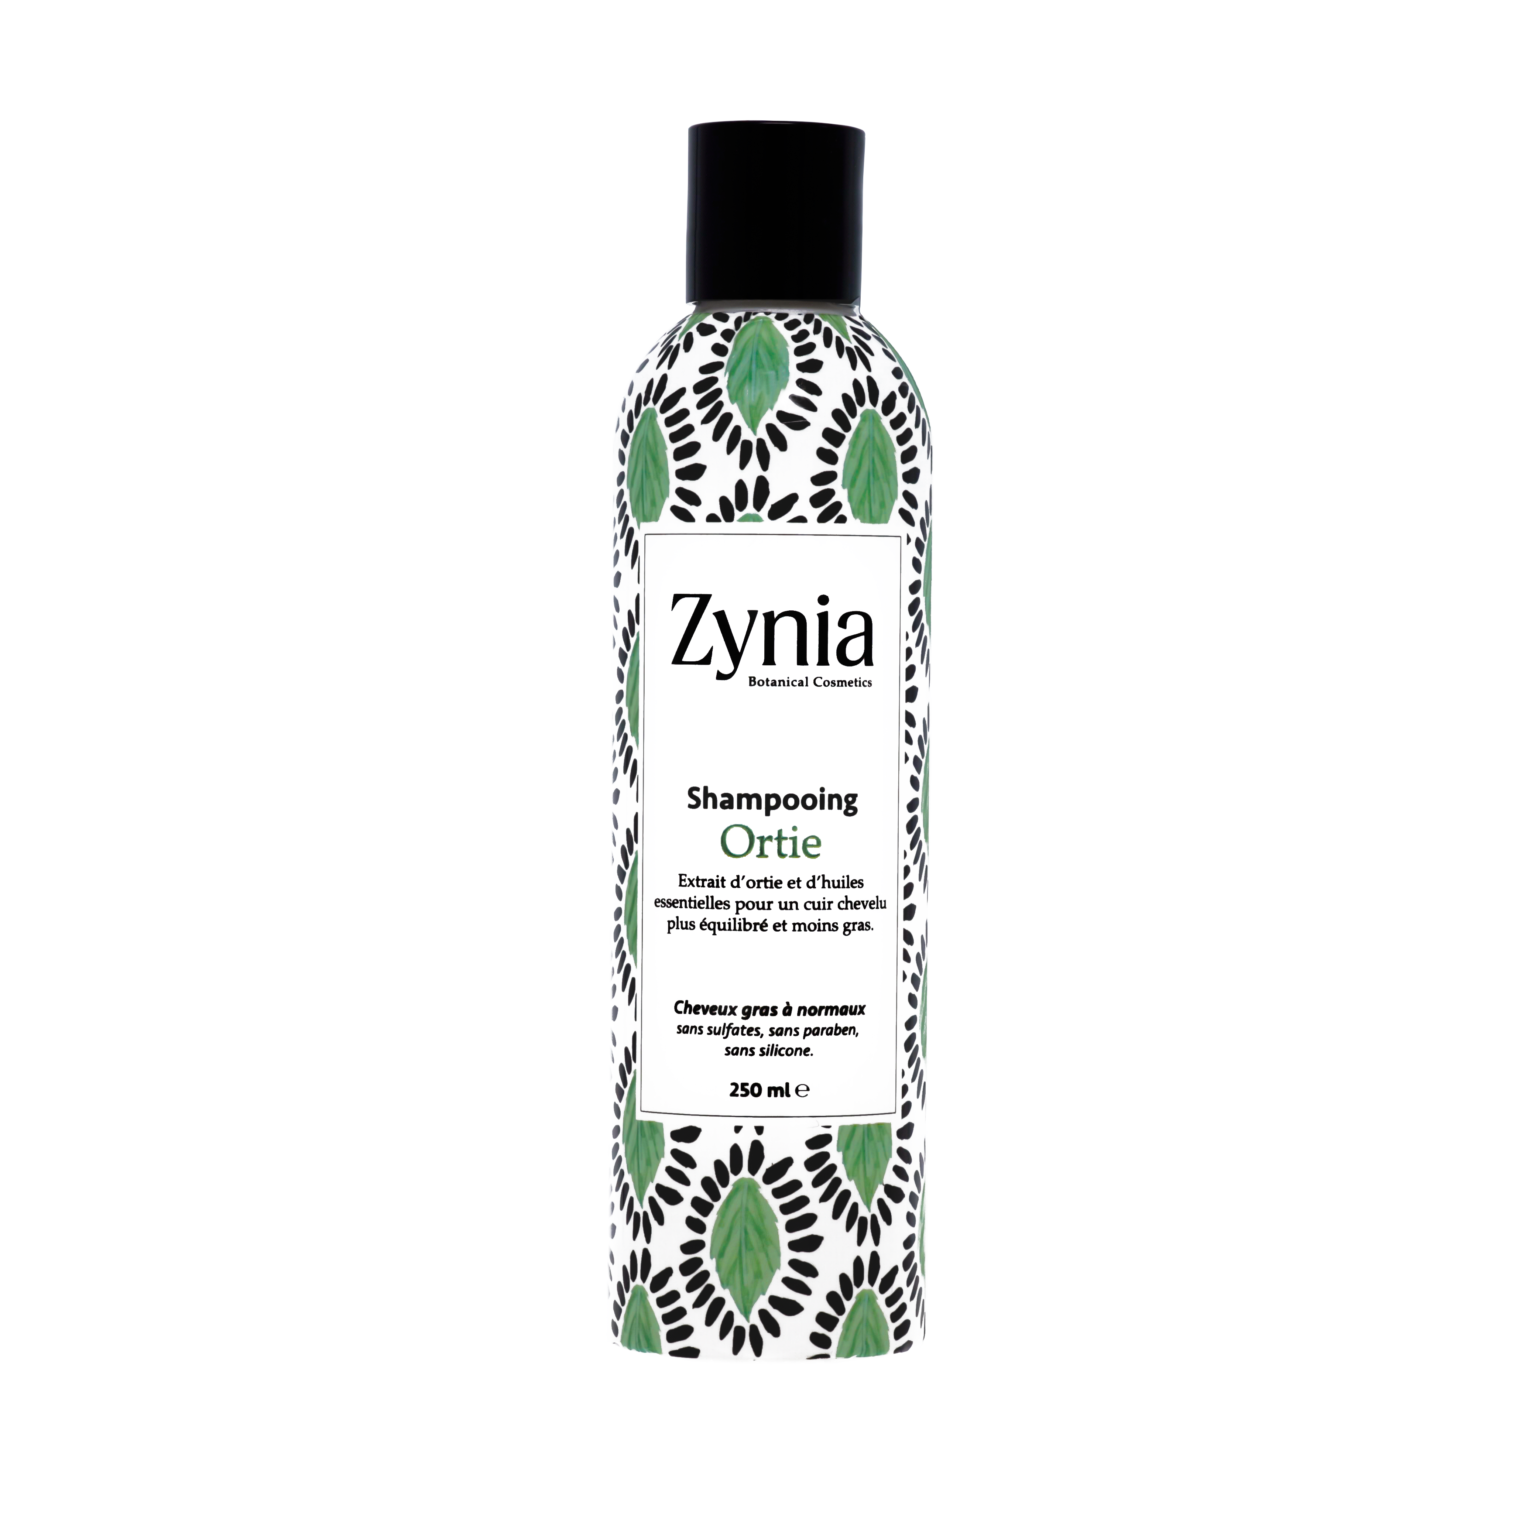 Zynia
Botanical Cosmetics
Shampooing
Ortie
Extrait d'ortie et d'huiles
essentielles pour un cuir chevelu
plus équilibré et moins gras.
Cheveux gras à normaux
sans sulfates, sans paraben,
sans silicone.
250 ml ℮